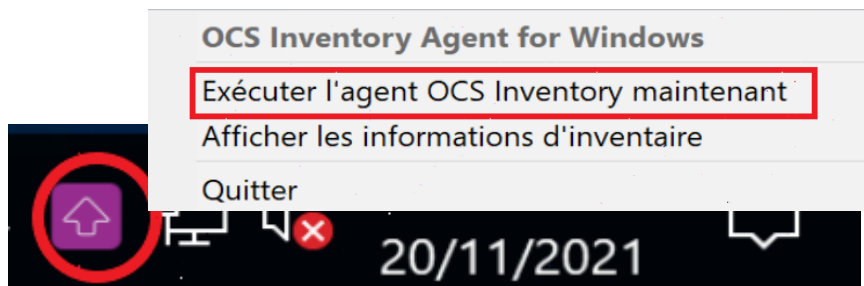 OCS Inventory Agent for Windows
Exécuter l'agent OCS Inventory maintenant
Afficher les informations d'inventaire
Quitter
20/11/2021